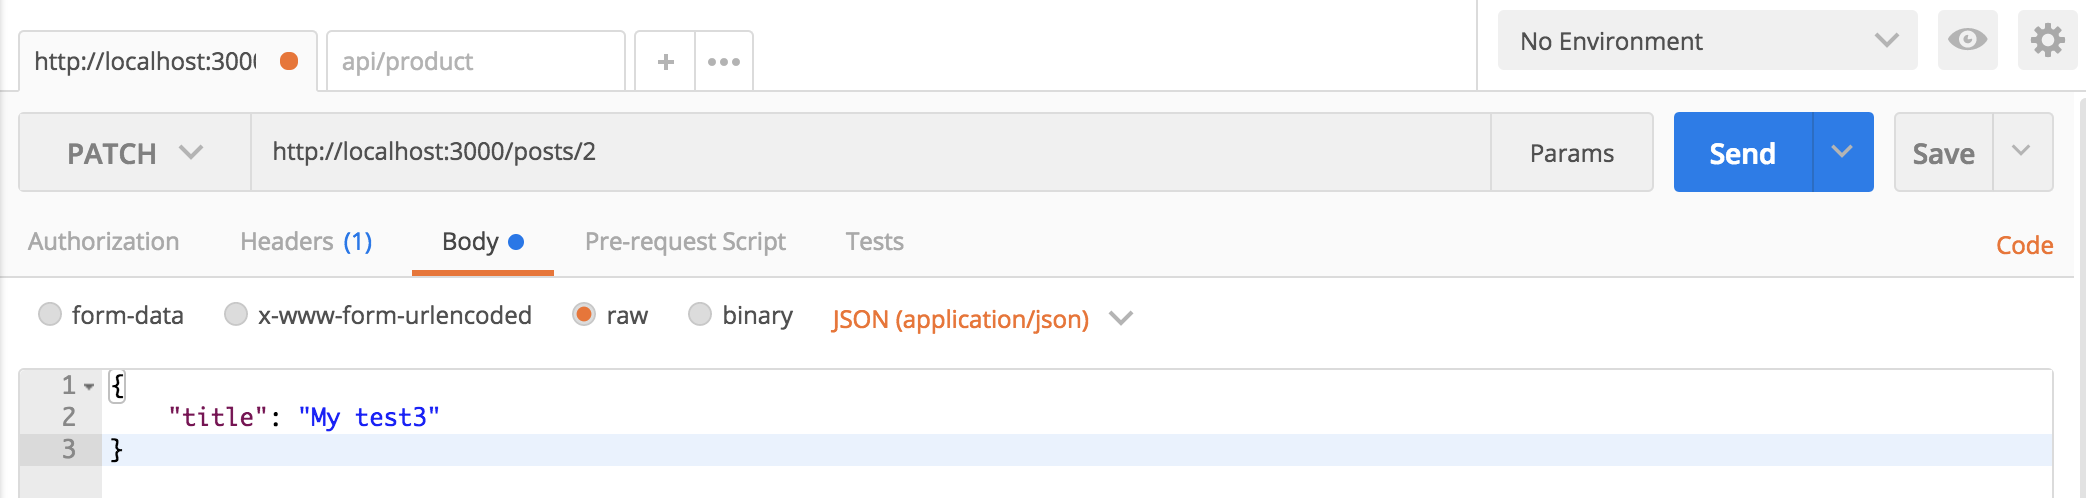 http://localhost:300
api/product
+
No Environment
PATCH
http://localhost:3000/posts/2
Params
Send
Save
Authorization
Headers (1)
Body
Pre-request Script
Tests
Code
form-data
x-www-form-urlencoded
raw
binary
JSON (application/json)
1 {
2 "title": "My test3"
3 }